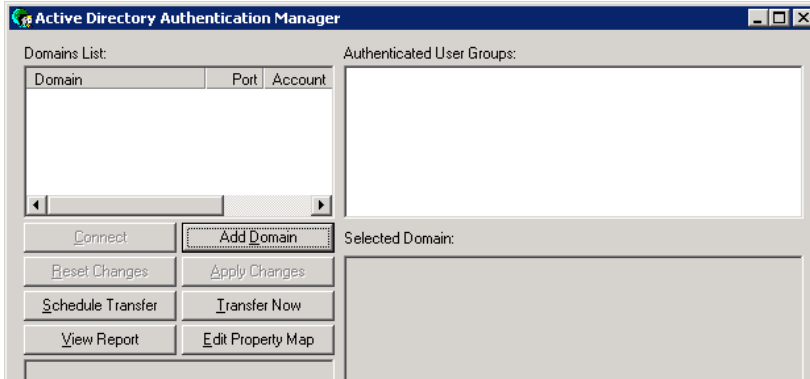 Active Directory Authentication Manager
Domains List:
Authenticated User Groups:
Domain Port Account
Connect Add Domain
Selected Domain:
Reset Changes Apply Changes
Schedule Transfer Transfer Now
View Report Edit Property Map